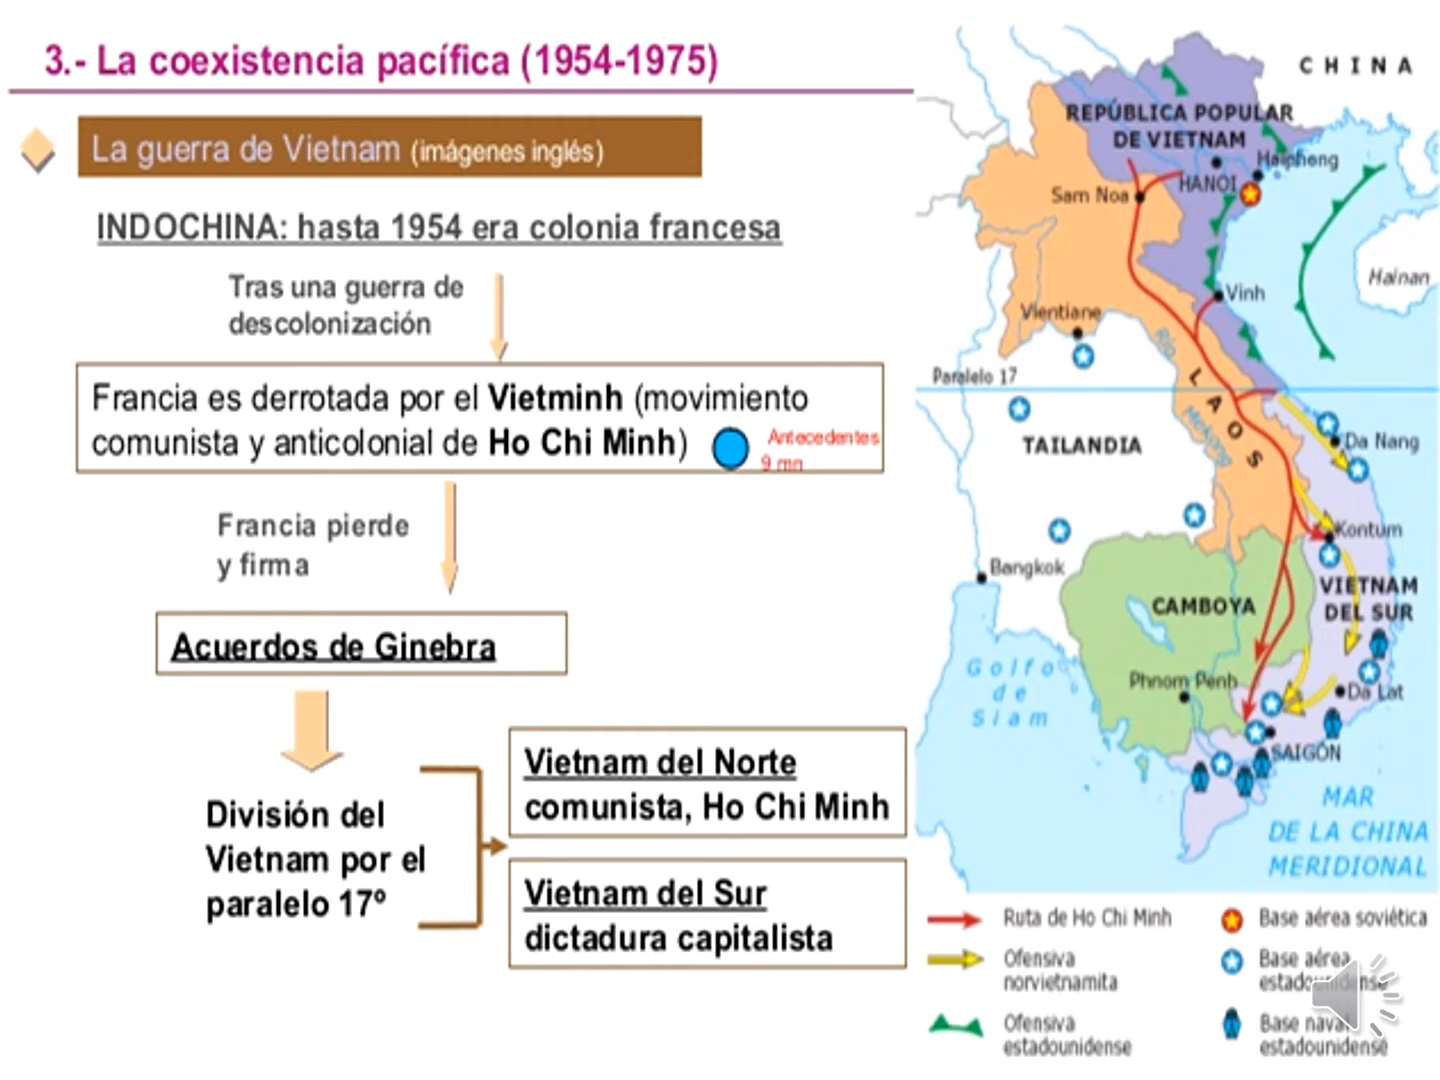 3.- La coexistencia pacífica (1954-1975)
La guerra de Vietnam (imágenes inglés)
INDOCHINA: hasta 1954 era colonia francesa
Tras una guerra de
descolonización
Francia es derrotada por el Vietminh (movimiento
comunista y anticolonial de Ho Chi Minh)
Antecedentes
9 mn
Francia pierde
y firma
Acuerdos de Ginebra
División del
Vietnam por el
paralelo 17º
Vietnam del Norte
comunista, Ho Chi Minh
Vietnam del Sur
dictadura capitalista
CHINA
REPÚBLICA POPULAR
DE VIETNAM
Haipheng
HANOI
Sam Noa
Hainan
Vinh
Vientiane
Paralelo 17
Río
Mekong
LAOS
TAILANDIA
Da Nang
Kontum
Bangkok
VIETNAM
DEL SUR
CAMBOYA
Golfo
de
Siam
Phnom Penh
Da Lat
SAIGÓN
MAR
DE LA CHINA
MERIDIONAL
Ruta de Ho Chi Minh
Ofensiva
norvietnamita
Ofensiva
estadounidense
Base aérea soviética
Base aérea
estadounidense
Base naval
estadounidense